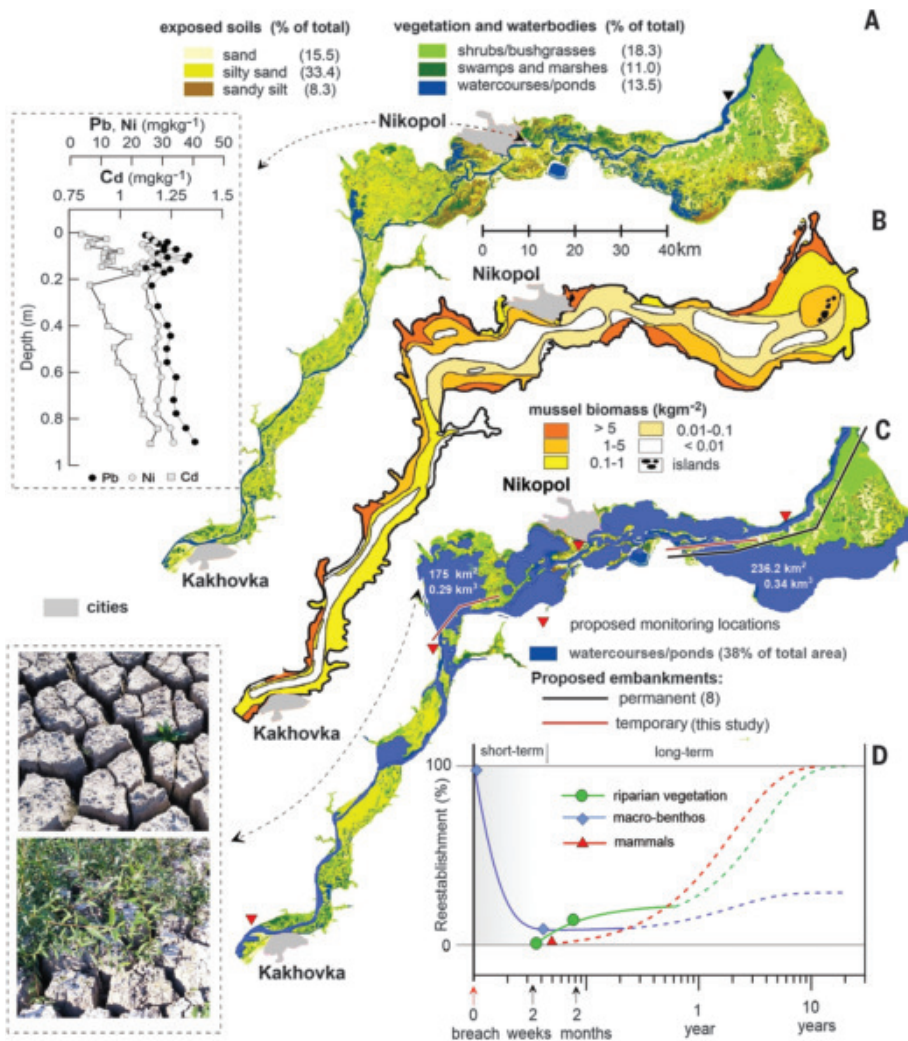 A
exposed soils (% of total)
sand (15.5)
silty sand (33.4)
sandy silt (8.3)
vegetation and waterbodies (% of total)
shrubs/bushgrasses (18.3)
swamps and marshes (11.0)
watercourses/ponds (13.5)
Pb, Ni (mgkg⁻¹)
0 10 20 30 40 50
Cd (mgkg⁻¹)
0.75 1 1.25 1.5
Depth (m)
0
0.2
0.4
0.6
0.8
1
Pb Ni Cd
Nikopol
0 10 20 30 40km
Kakhovka
B
Nikopol
mussel biomass (kgm⁻²)
> 5
1-5
0.1-1
0.01-0.1
< 0.01
islands
Kakhovka
cities
C
Nikopol
175 km²
0.29 km³
236.2 km²
0.34 km³
proposed monitoring locations
watercourses/ponds (38% of total area)
Proposed embankments:
permanent (8)
temporary (this study)
Kakhovka
D
short-term long-term
Reestablishment (%)
100
0
riparian vegetation
macro-benthos
mammals
0 2 2 1 10
breach weeks months year years